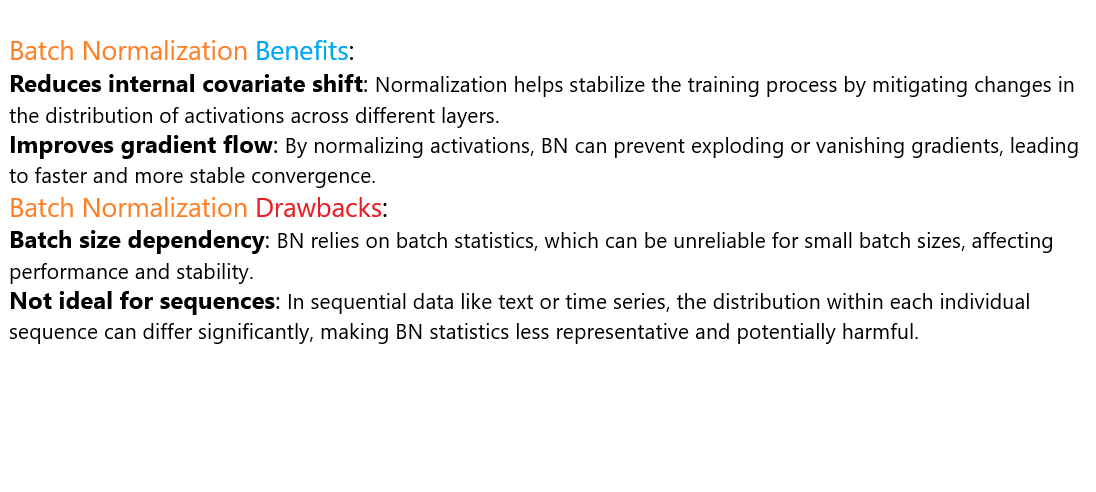 Batch Normalization Benefits:
Reduces internal covariate shift: Normalization helps stabilize the training process by mitigating changes in
the distribution of activations across different layers.
Improves gradient flow: By normalizing activations, BN can prevent exploding or vanishing gradients, leading
to faster and more stable convergence.
Batch Normalization Drawbacks:
Batch size dependency: BN relies on batch statistics, which can be unreliable for small batch sizes, affecting
performance and stability.
Not ideal for sequences: In sequential data like text or time series, the distribution within each individual
sequence can differ significantly, making BN statistics less representative and potentially harmful.